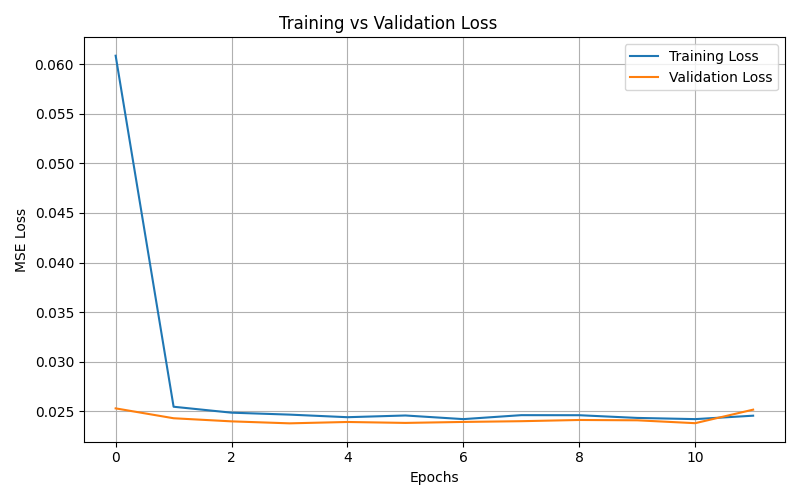 Training vs Validation Loss
Training Loss
Validation Loss
0.060
0.055
0.050
0.045
0.040
0.035
0.030
0.025
MSE Loss
0 2 4 6 8 10
Epochs